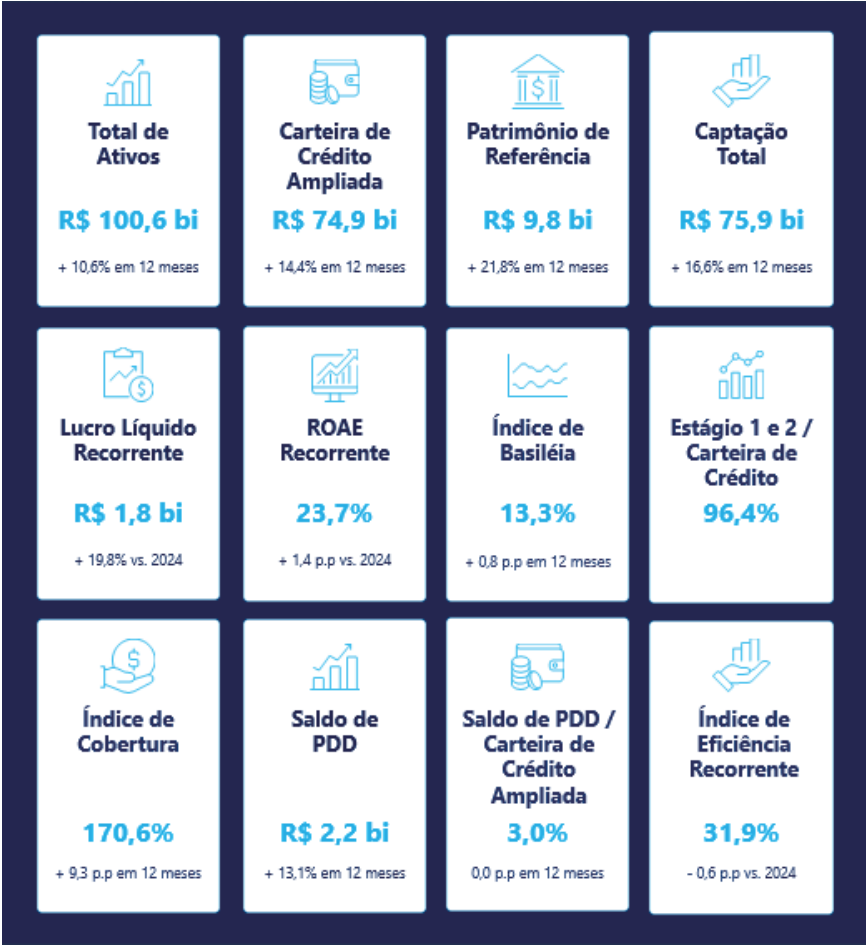 Total de
Ativos
R$ 100,6 bi
+ 10,6% em 12 meses
Carteira de
Crédito
Ampliada
R$ 74,9 bi
+ 14,4% em 12 meses
Patrimônio de
Referência
R$ 9,8 bi
+ 21,8% em 12 meses
Captação
Total
R$ 75,9 bi
+ 16,6% em 12 meses
Lucro Líquido
Recorrente
R$ 1,8 bi
+ 19,8% vs. 2024
ROAE
Recorrente
23,7%
+ 1,4 p.p vs. 2024
Índice de
Basiléia
13,3%
+ 0,8 p.p em 12 meses
Estágio 1 e 2 /
Carteira de
Crédito
96,4%
Índice de
Cobertura
170,6%
+ 9,3 p.p em 12 meses
Saldo de
PDD
R$ 2,2 bi
+ 13,1% em 12 meses
Saldo de PDD /
Carteira de
Crédito
Ampliada
3,0%
0,0 p.p em 12 meses
Índice de
Eficiência
Recorrente
31,9%
- 0,6 p.p vs. 2024